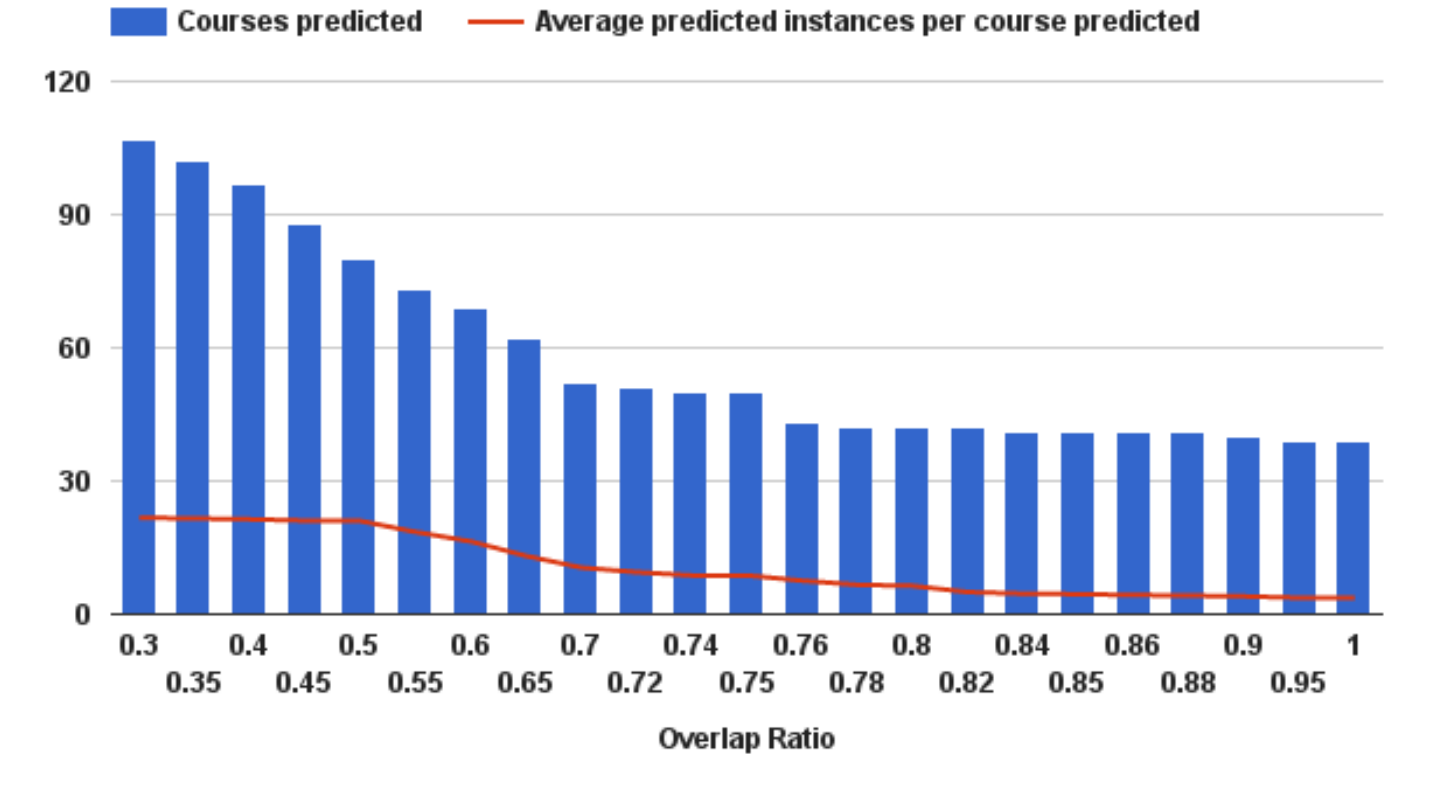 Courses predicted Average predicted instances per course predicted
120
90
60
30
0
0.3 0.4 0.5 0.6 0.7 0.74 0.76 0.8 0.84 0.86 0.9 1
0.35 0.45 0.55 0.65 0.72 0.75 0.78 0.82 0.85 0.88 0.95
Overlap Ratio